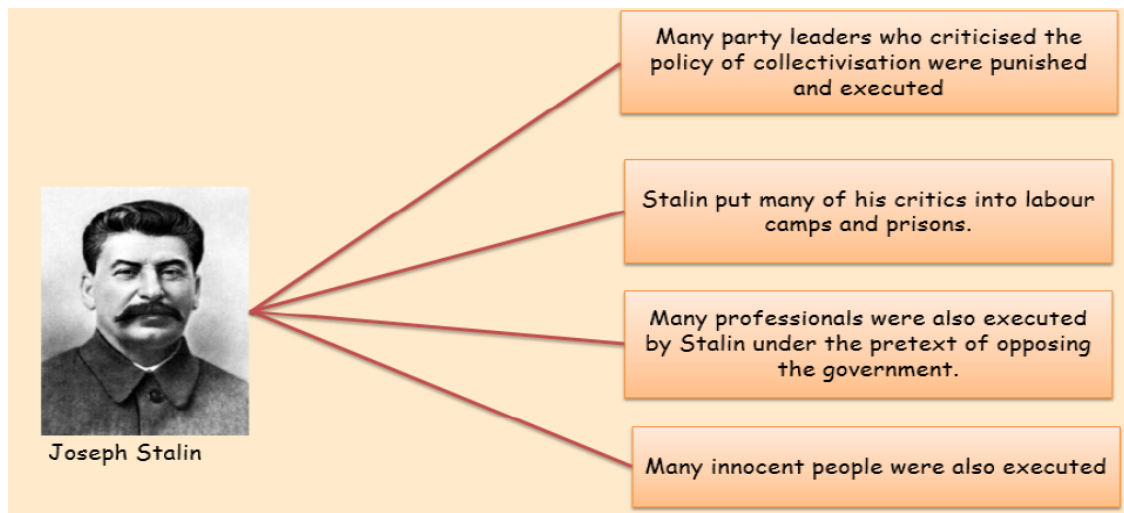 Many party leaders who criticised the
policy of collectivisation were punished
and executed
Stalin put many of his critics into labour
camps and prisons.
Many professionals were also executed
by Stalin under the pretext of opposing
the government.
Many innocent people were also executed
Joseph Stalin